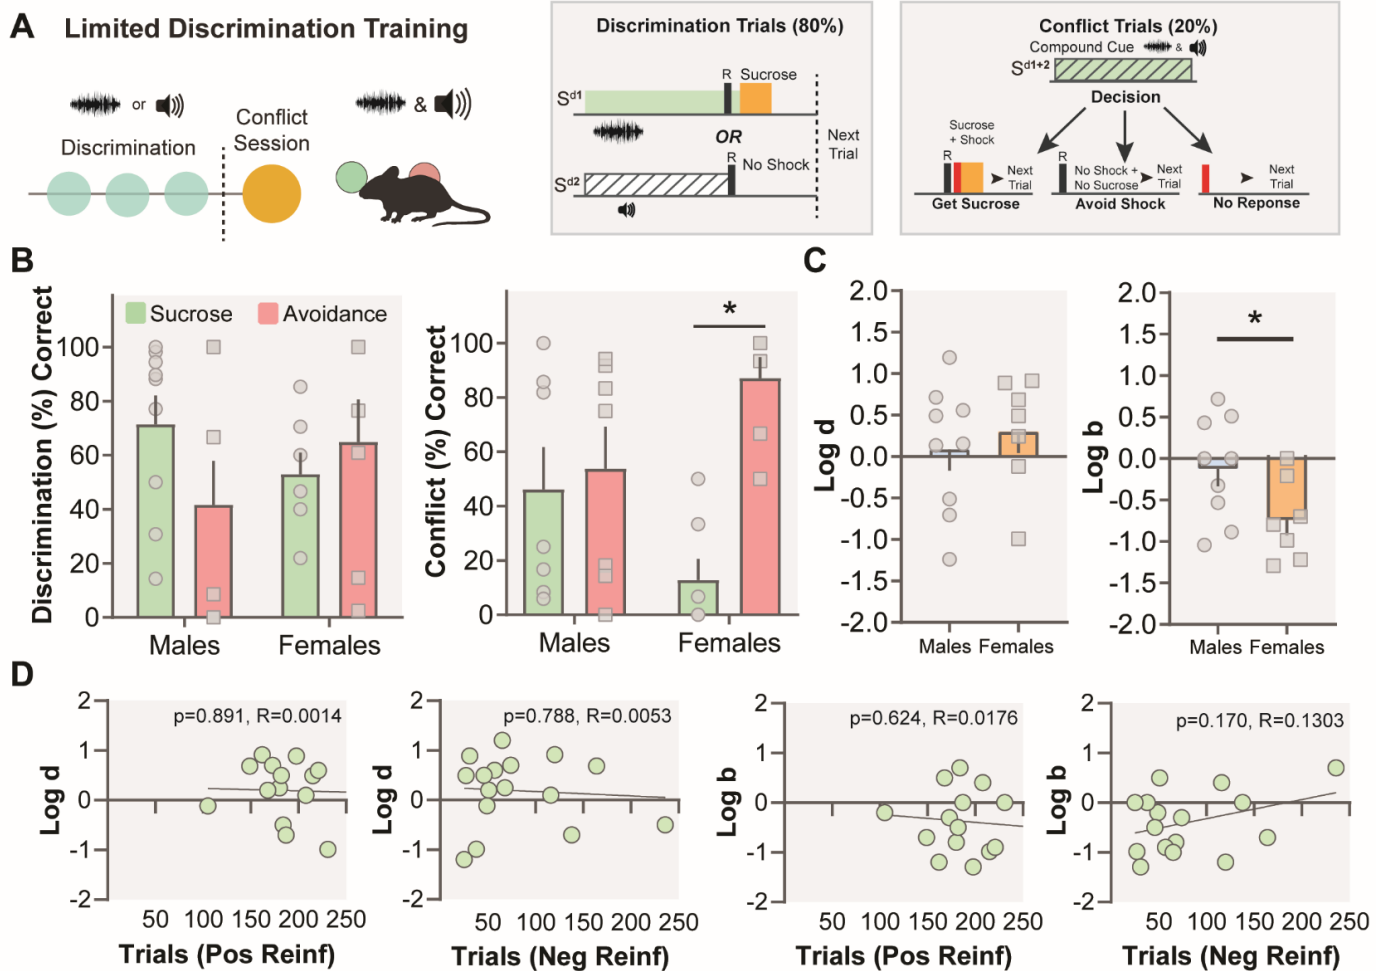 A Limited Discrimination Training
or
&
Discrimination
Conflict
Session
Discrimination Trials (80%)
Sd1
R
Sucrose
OR
Sd2
R
No Shock
Next
Trial
Conflict Trials (20%)
Compound Cue
&
Sd1+2
Decision
Sucrose
+ Shock
R
Next
Trial
Get Sucrose
R
No Shock +
No Sucrose
Next
Trial
Avoid Shock
Next
Trial
No Reponse
B
Discrimination (%) Correct
Sucrose
Avoidance
100
80
60
40
20
0
Males
Females
Conflict (%) Correct
*
100
80
60
40
20
0
Males
Females
C
Log d
2.0
1.5
1.0
0.5
0.0
-0.5
-1.0
-1.5
-2.0
Males Females
Log b
*
2.0
1.5
1.0
0.5
0.0
-0.5
-1.0
-1.5
-2.0
Males Females
D
Log d
p=0.891, R=0.0014
2
1
0
-1
-2
50 100 150 200 250
Trials (Pos Reinf)
Log d
p=0.788, R=0.0053
2
1
0
-1
-2
50 100 150 200 250
Trials (Neg Reinf)
Log b
p=0.624, R=0.0176
2
1
0
-1
-2
50 100 150 200 250
Trials (Pos Reinf)
Log b
p=0.170, R=0.1303
2
1
0
-1
-2
50 100 150 200 250
Trials (Neg Reinf)